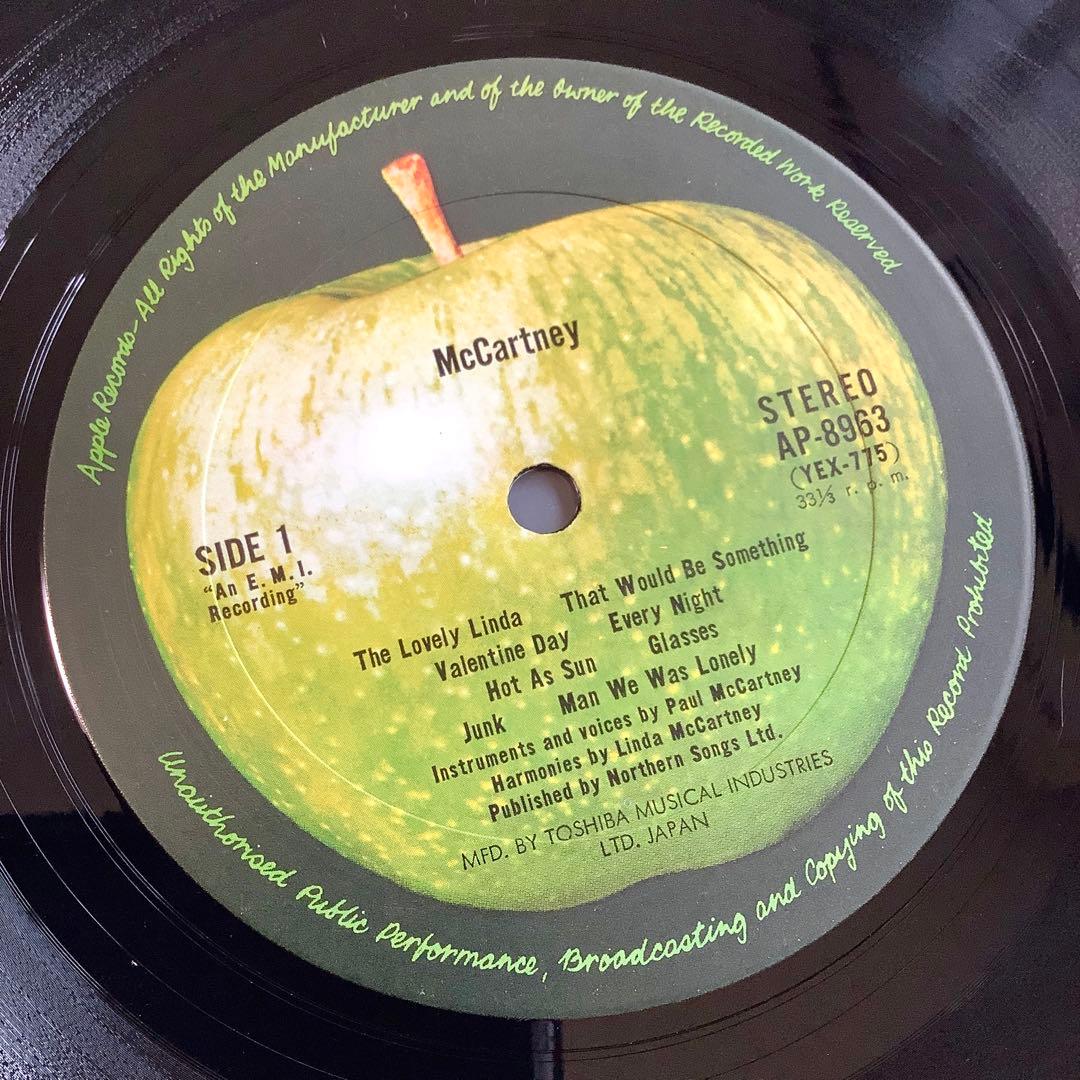 Apple Records-All Rights of the Manufacturer and of the Owner of the Recorded Work Reserved
McCartney
STEREO
AP-8963
(YEX-775)
33⅓ r. p. m.
SIDE 1
"An E. M. I.
Recording"
The Lovely Linda That Would Be Something
Valentine Day Every Night
Hot As Sun Glasses
Junk Man We Was Lonely
Instruments and voices by Paul McCartney
Harmonies by Linda McCartney
Published by Northern Songs Ltd.
MFD. BY TOSHIBA MUSICAL INDUSTRIES
LTD. JAPAN
Unauthorised Public Performance, Broadcasting and Copying of this Record Prohibited